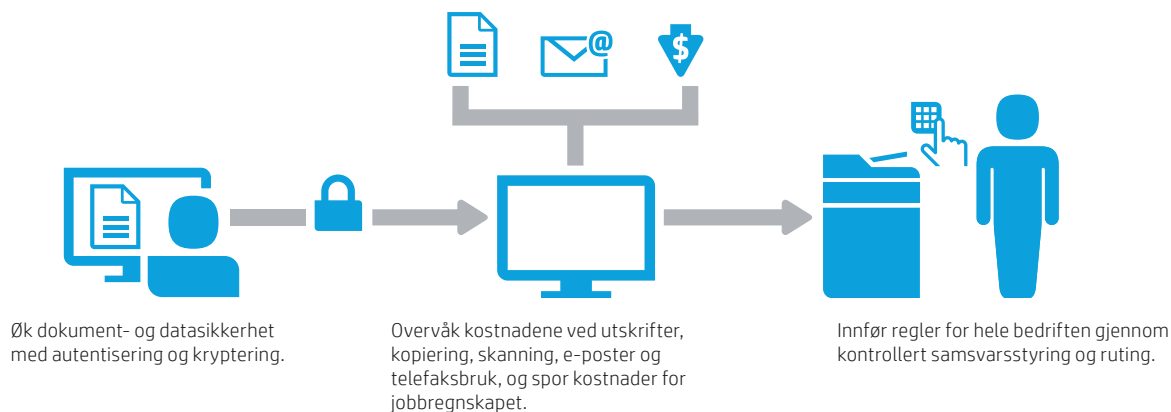 @
$
Øk dokument- og datasikkerhet
med autentisering og kryptering.
Overvåk kostnadene ved utskrifter,
kopiering, skanning, e-poster og
telefaksbruk, og spor kostnader for
jobbregnskapet.
Innfør regler for hele bedriften gjennom
kontrollert samsvarsstyring og ruting.